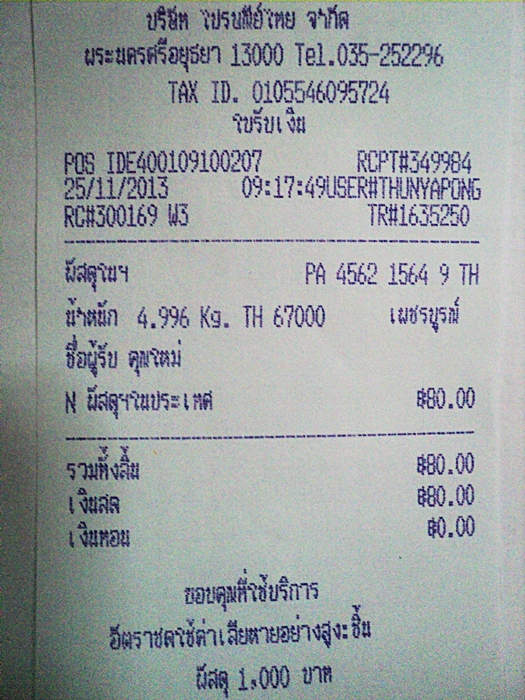 บริษัท ไปรษณีย์ไทย จำกัด
พระนครศรีอยุธยา 13000 Tel.035-252296
TAX ID. 0105546095724
ใบรับเงิน
POS IDE400109100207 RCPT#349984
25/11/2013 09:17:49USER#THUNYAPONG
RC#300169 W3 TR#1635250
พัสดุในฯ PA 4562 1564 9 TH
น้ำหนัก 4.996 Kg. TH 67000 เพชรบูรณ์
ชื่อผู้รับ คุณใหม่
N พัสดุฯในประเทศ ฿80.00
รวมทั้งสิ้น ฿80.00
เงินสด ฿80.00
เงินทอน ฿0.00
ขอบคุณที่ใช้บริการ
อัตราชดใช้ค่าเสียหายอย่างสูงะชิ้น
พัสดุ 1,000 บาท